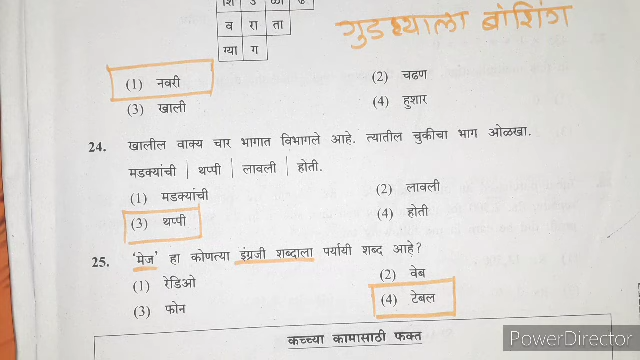 शि ड ळी ढ
व रा ता
ग्या ग
गुडघ्याला बाशिंग
(1) नवरी (2) चढण
(3) खाली (4) हुशार
24. खालील वाक्य चार भागात विभागले आहे. त्यातील चुकीचा भाग ओळखा.
मडक्यांची | थप्पी | लावली | होती.
(1) मडक्यांची (2) लावली
(3) थप्पी (4) होती
25. 'मेज' हा कोणत्या इंग्रजी शब्दाला पर्यायी शब्द आहे?
(1) रेडिओ (2) वेब
(3) फोन (4) टेबल
कच्च्या कामासाठी फक्त
PowerDirector